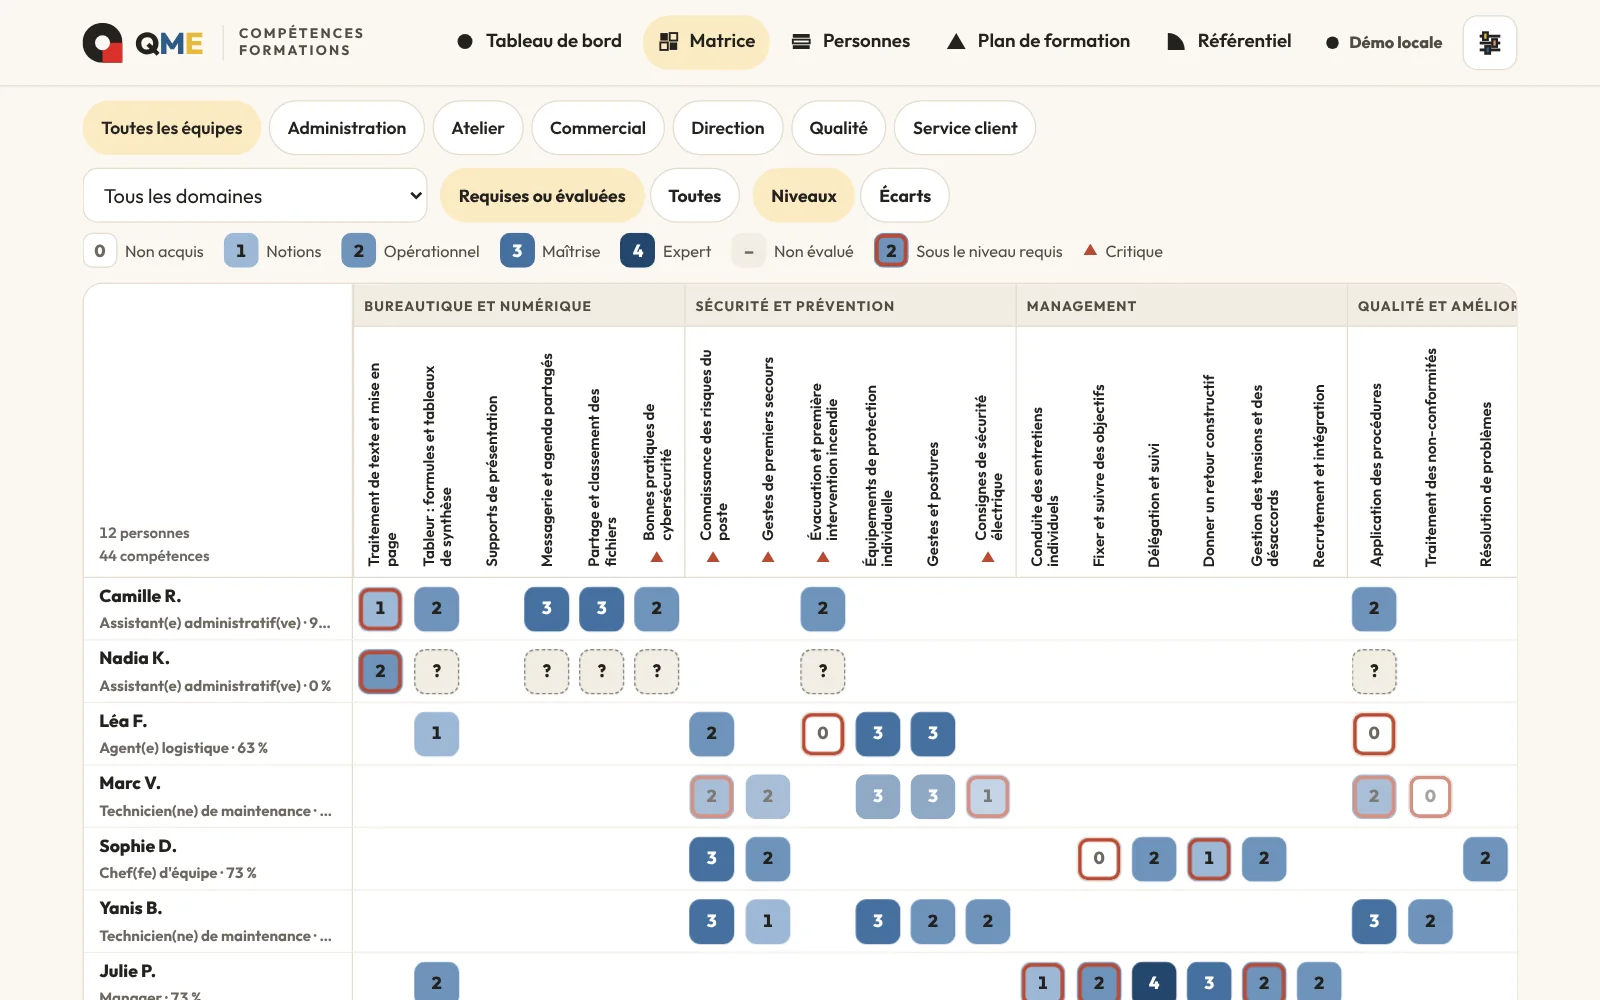 QME
COMPÉTENCES
FORMATIONS
Tableau de bord
Matrice
Personnes
Plan de formation
Référentiel
Démo locale
Toutes les équipes
Administration
Atelier
Commercial
Direction
Qualité
Service client
Tous les domaines
Requises ou évaluées
Toutes
Niveaux
Écarts
0 Non acquis
1 Notions
2 Opérationnel
3 Maîtrise
4 Expert
– Non évalué
2 Sous le niveau requis
Critique
BUREAUTIQUE ET NUMÉRIQUE
SÉCURITÉ ET PRÉVENTION
MANAGEMENT
QUALITÉ ET AMÉLIOR
12 personnes
44 compétences
Traitement de texte et mise en
page
Tableur : formules et tableaux
de synthèse
Supports de présentation
Messagerie et agenda partagés
Partage et classement des
fichiers
Bonnes pratiques de
cybersécurité
Connaissance des risques du
poste
Gestes de premiers secours
Évacuation et première
intervention incendie
Équipements de protection
individuelle
Gestes et postures
Consignes de sécurité
électrique
Conduite des entretiens
individuels
Fixer et suivre des objectifs
Délégation et suivi
Donner un retour constructif
Gestion des tensions et des
désaccords
Recrutement et intégration
Application des procédures
Traitement des non-conformités
Résolution de problèmes
Camille R.
Assistant(e) administratif(ve) · 9...
1 2 3 3 2 2 2
Nadia K.
Assistant(e) administratif(ve) · 0 %
2 ? ? ? ? ? ?
Léa F.
Agent(e) logistique · 63 %
1 2 0 3 3 0
Marc V.
Technicien(ne) de maintenance · ...
2 2 3 3 1 2 0
Sophie D.
Chef(fe) d'équipe · 73 %
3 2 0 2 1 2 2
Yanis B.
Technicien(ne) de maintenance · ...
3 1 3 2 2 3 2
Julie P.
Manager · 73 %
2 1 2 4 3 2 2